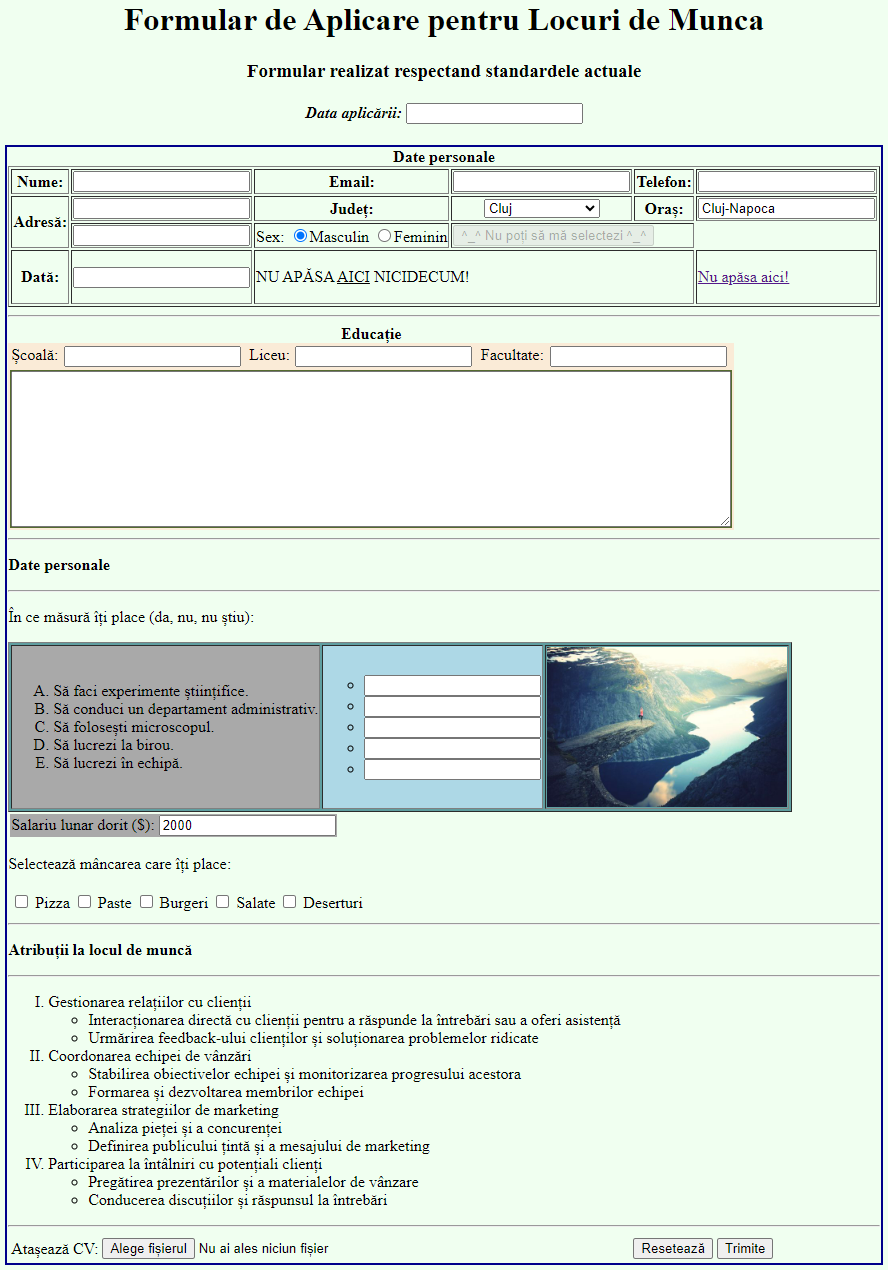 Formular de Aplicare pentru Locuri de Munca
Formular realizat respectand standardele actuale
Data aplicării:
Date personale
Nume: Email: Telefon:
Adresă: Județ: Cluj Oraș: Cluj-Napoca
Sex: Masculin Feminin ^_^ Nu poți să mă selectezi ^_^
Dată: NU APĂSA AICI NICIDECUM! Nu apăsa aici!
Educație
Școală: Liceu: Facultate:
Date personale
În ce măsură îți place (da, nu, nu știu):
A. Să faci experimente științifice.
B. Să conduci un departament administrativ.
C. Să folosești microscopul.
D. Să lucrezi la birou.
E. Să lucrezi în echipă.
Salariu lunar dorit ($): 2000
Selectează mâncarea care îți place:
Pizza Paste Burgeri Salate Deserturi
Atribuții la locul de muncă
I. Gestionarea relațiilor cu clienții
Interacționarea directă cu clienții pentru a răspunde la întrebări sau a oferi asistență
Urmărirea feedback-ului clienților și soluționarea problemelor ridicate
II. Coordonarea echipei de vânzări
Stabilirea obiectivelor echipei și monitorizarea progresului acestora
Formarea și dezvoltarea membrilor echipei
III. Elaborarea strategiilor de marketing
Analiza pieței și a concurenței
Definirea publicului țintă și a mesajului de marketing
IV. Participarea la întâlniri cu potențiali clienți
Pregătirea prezentărilor și a materialelor de vânzare
Conducerea discuțiilor și răspunsul la întrebări
Atașează CV: Alege fișierul Nu ai ales niciun fișier Resetează Trimite